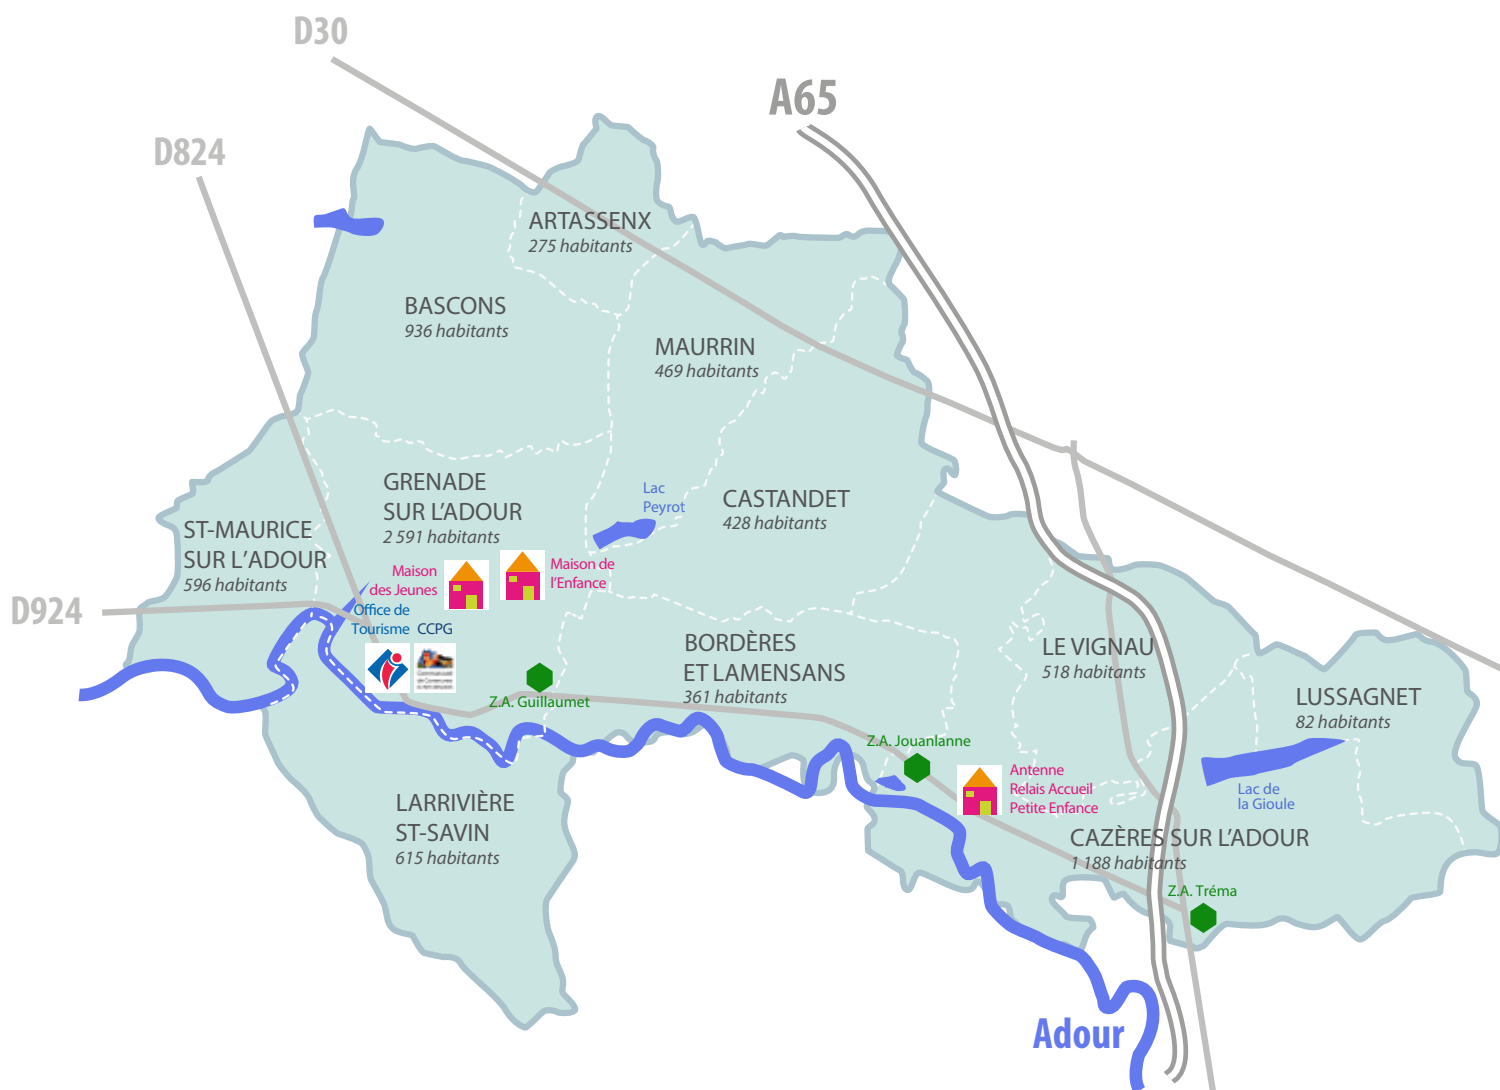 D30
A65
D824
ARTASSENX
275 habitants
BASCONS
936 habitants
MAURRIN
469 habitants
GRENADE
SUR L'ADOUR
2 591 habitants
Lac
Peyrot
CASTANDET
428 habitants
ST-MAURICE
SUR L'ADOUR
596 habitants
Maison
des Jeunes
Maison de
l'Enfance
D924
Office de
Tourisme
CCPG
BORDÈRES
ET LAMENSANS
361 habitants
LE VIGNAU
518 habitants
LUSSAGNET
82 habitants
Z.A. Guillaumet
Z.A. Jouanlanne
Antenne
Relais Accueil
Petite Enfance
Lac de
la Gioule
LARRIVIÈRE
ST-SAVIN
615 habitants
CAZÈRES SUR L'ADOUR
1 188 habitants
Z.A. Tréma
Adour